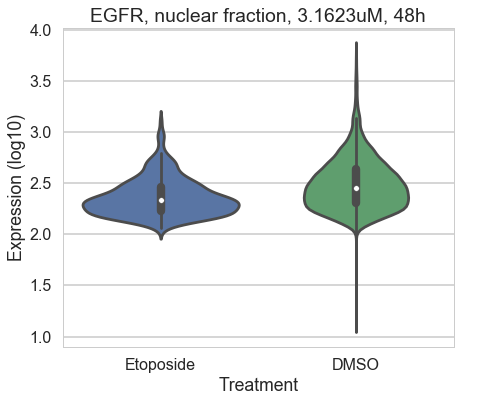 EGFR, nuclear fraction, 3.1623uM, 48h
4.0
3.5
3.0
2.5
2.0
1.5
1.0
Expression (log10)
Etoposide DMSO
Treatment